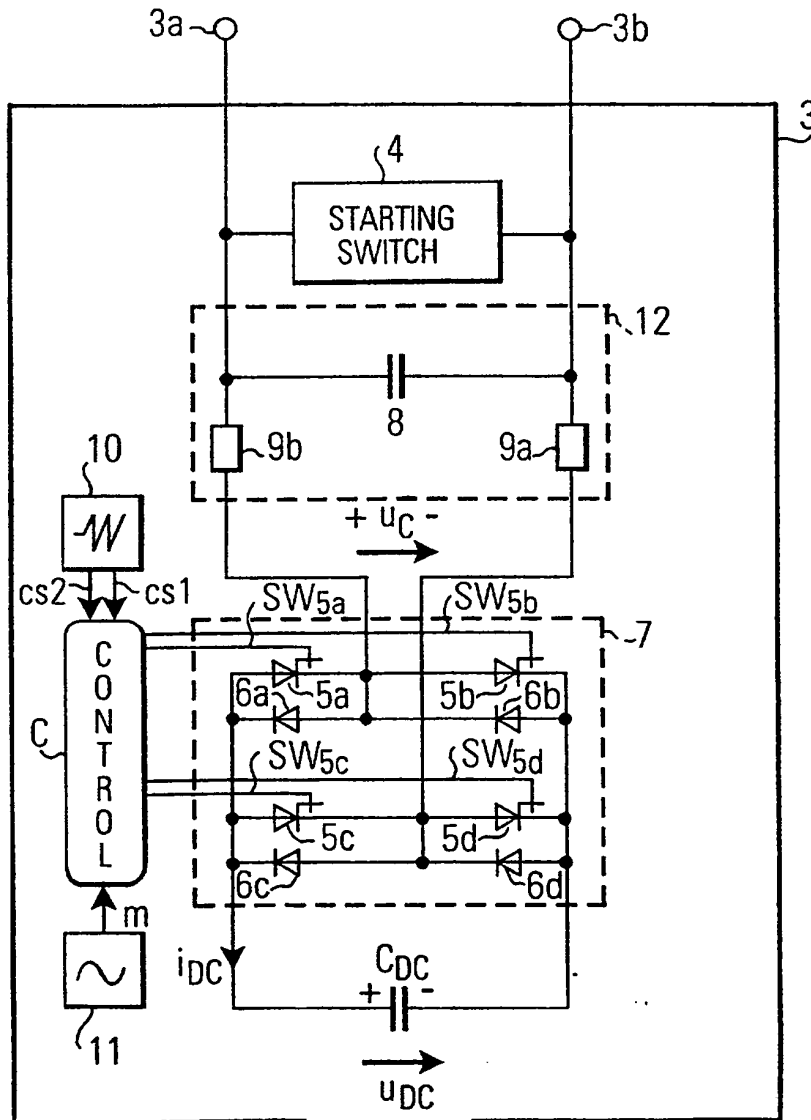 3a
3b
3
4
STARTING
SWITCH
12
8
9b
9a
10
+ uC -
cs2
cs1
SW5a
SW5b
7
CONTROL
C
6a
5a
5b
6b
SW5c
SW5d
5c
5d
6c
6d
m
iDC
CDC
+ -
11
uDC